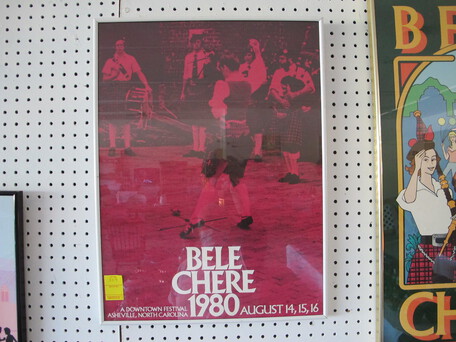 BELE
CHERE
1980 AUGUST 14, 15, 16
A DOWNTOWN FESTIVAL
ASHEVILLE, NORTH CAROLINA
B
CH